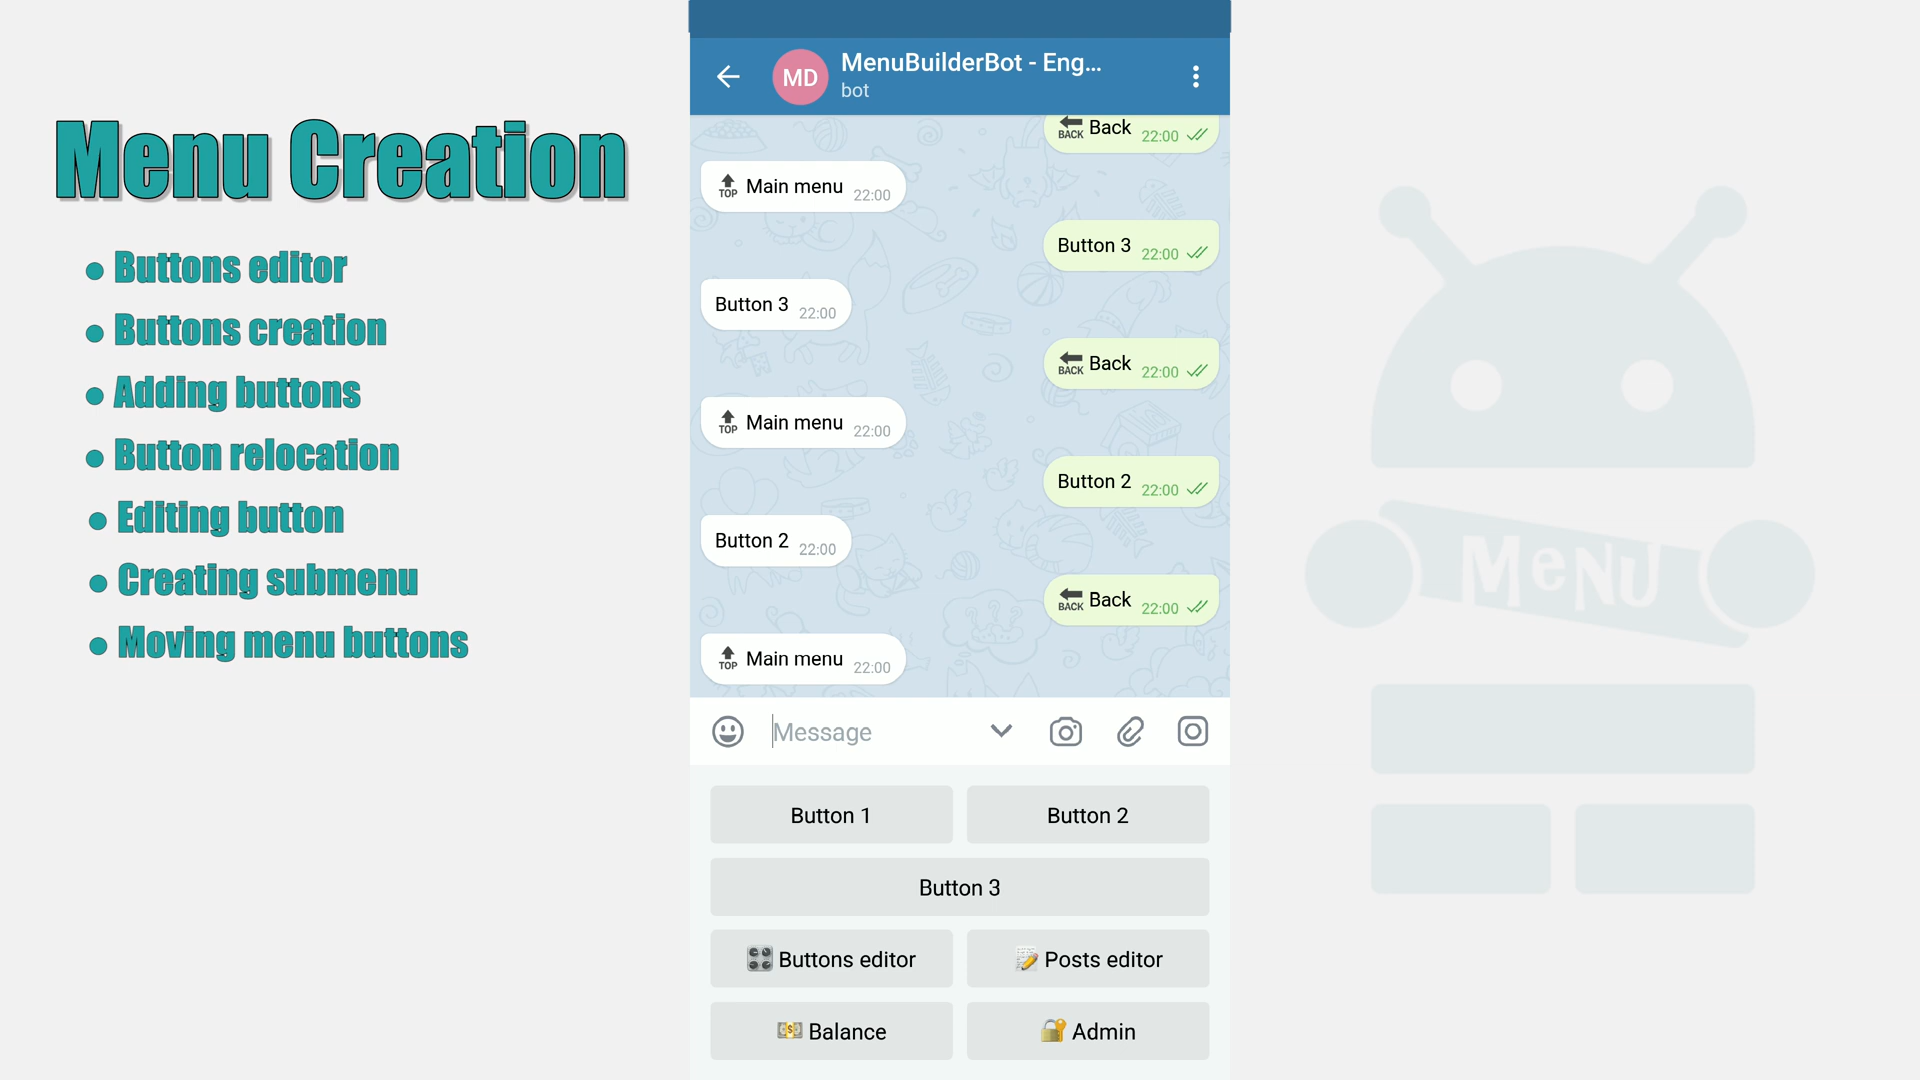 Menu Creation
• Buttons editor
• Buttons creation
• Adding buttons
• Button relocation
• Editing button
• Creating submenu
• Moving menu buttons
MD
MenuBuilderBot - Eng...
bot
BACK Back 22:00
TOP Main menu 22:00
Button 3 22:00
Button 3 22:00
BACK Back 22:00
TOP Main menu 22:00
Button 2 22:00
Button 2 22:00
BACK Back 22:00
TOP Main menu 22:00
Message
Button 1
Button 2
Button 3
Buttons editor
Posts editor
Balance
Admin
MeNU